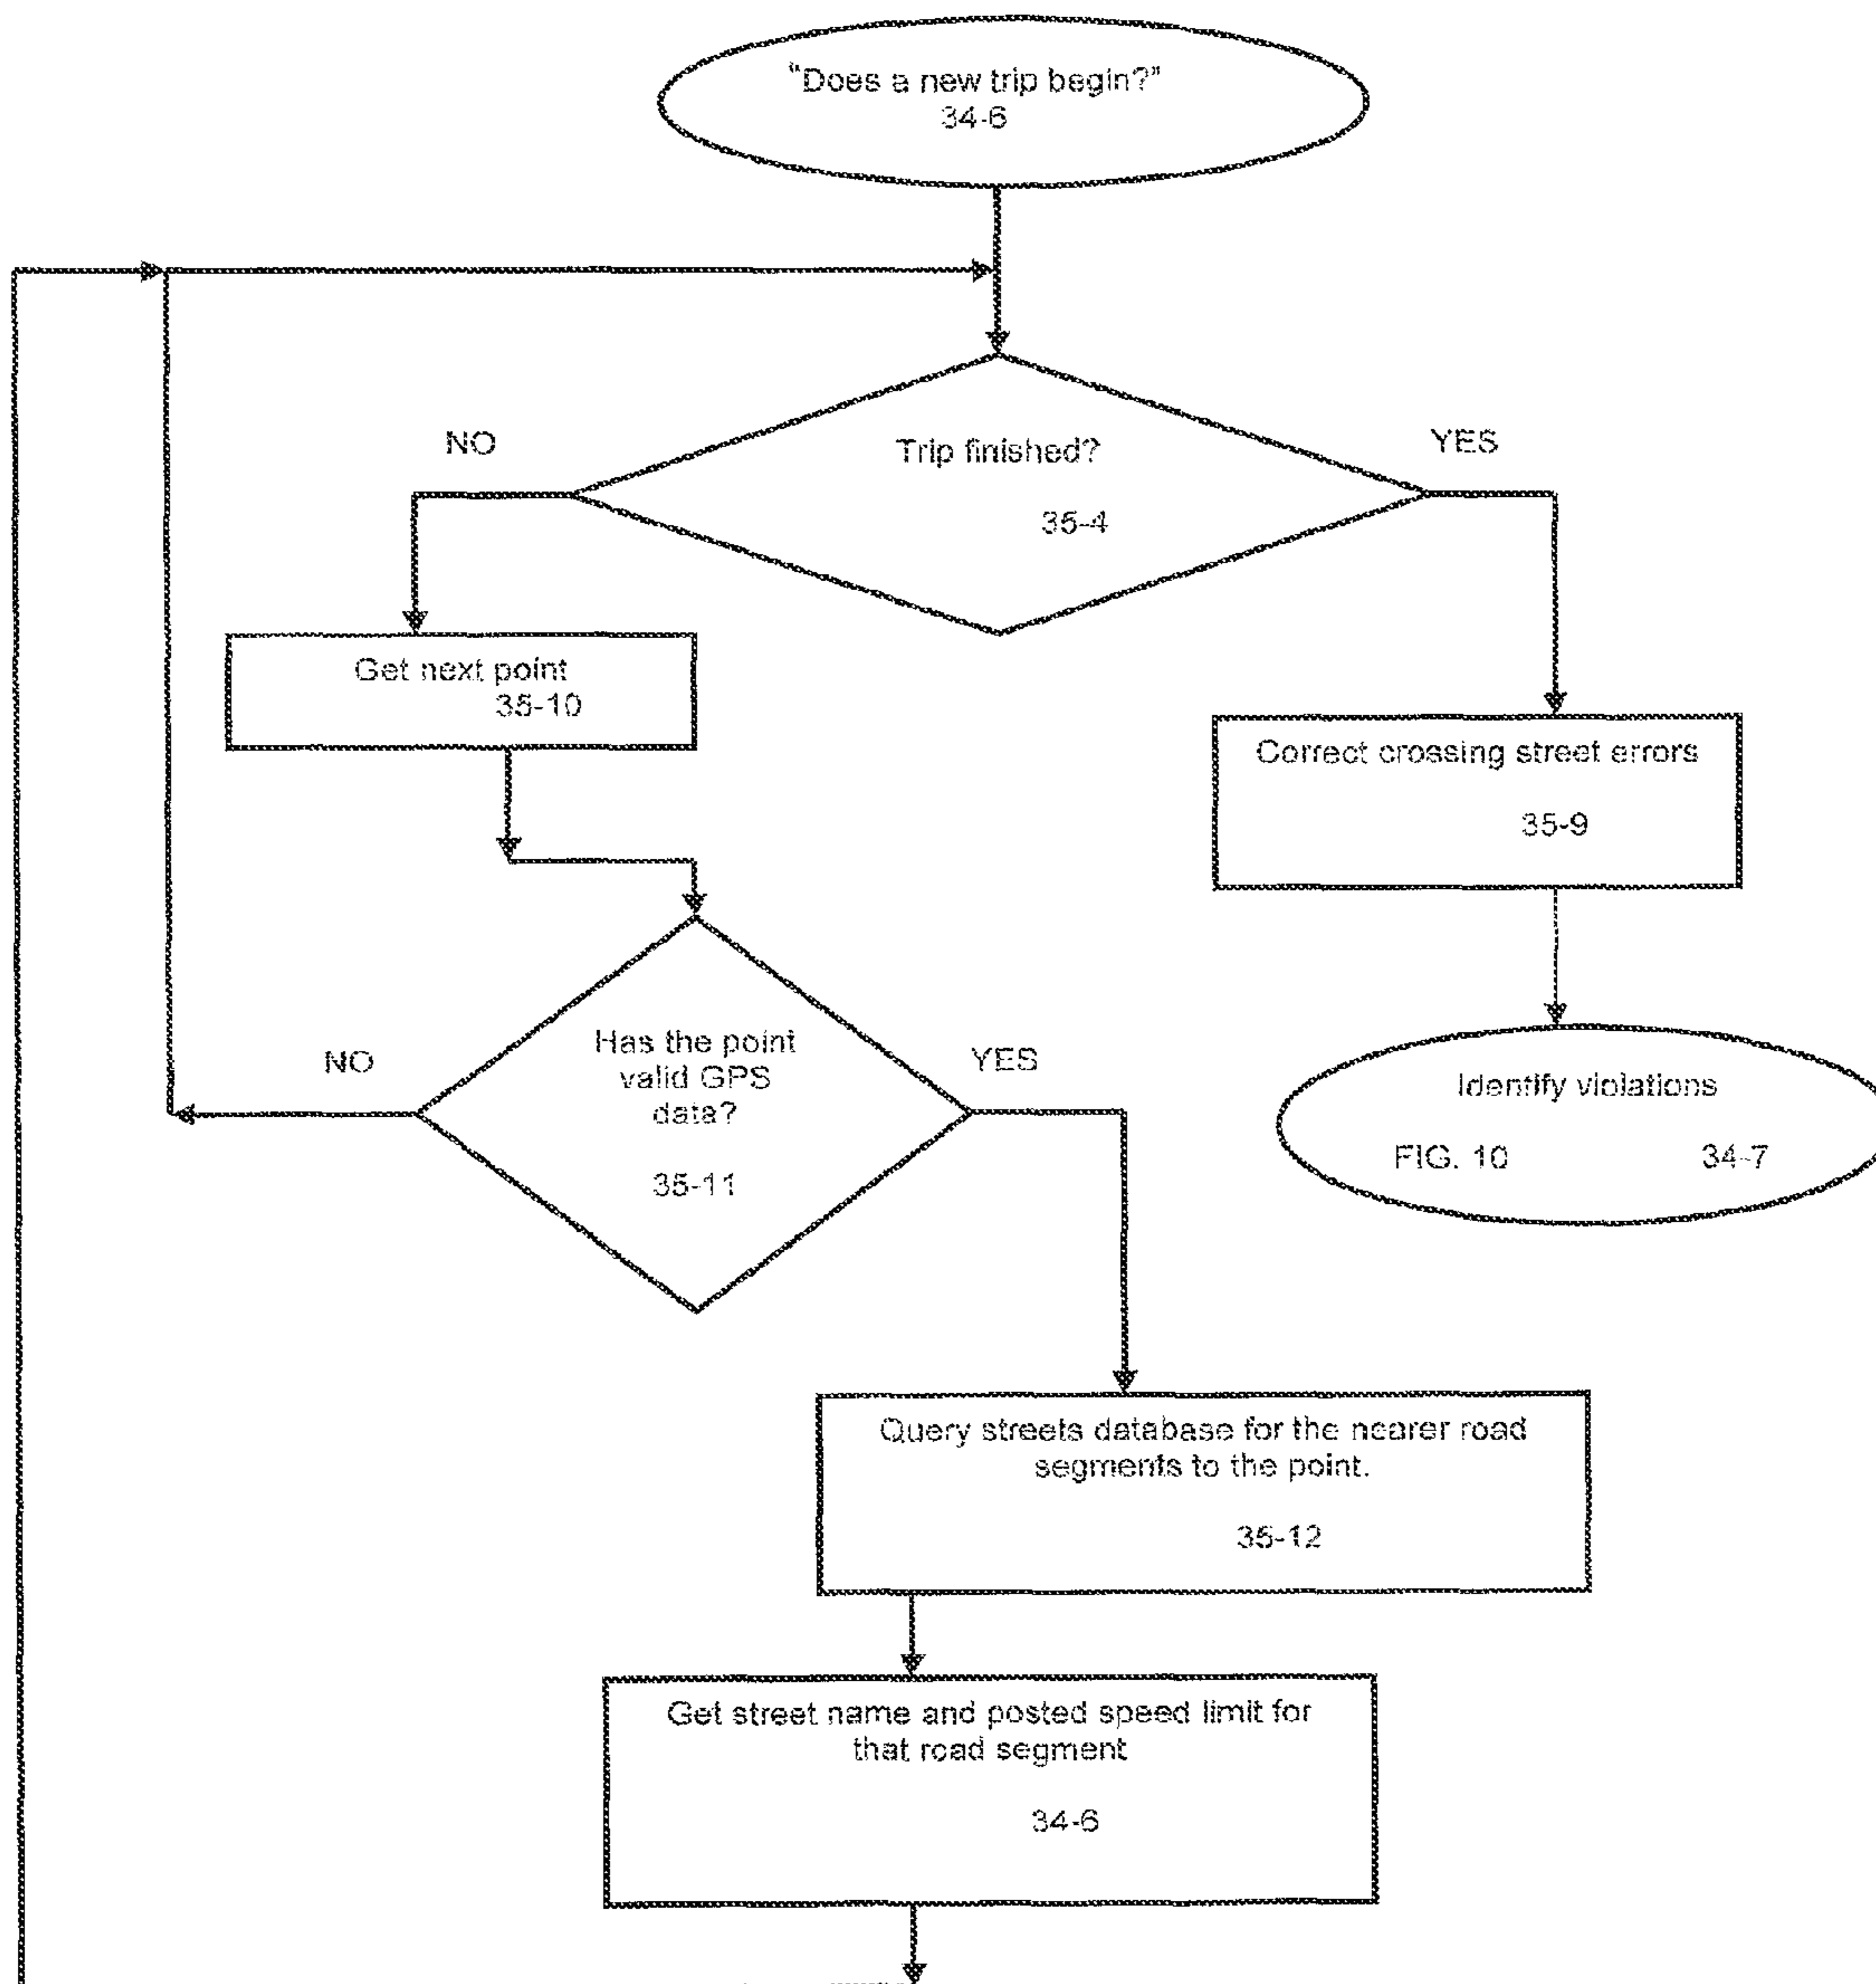 "Does a new trip begin?"
34-6
NO
Trip finished?
YES
35-4
Get next point
35-10
Correct crossing street errors
35-9
NO
Has the point
valid GPS
data?
YES
35-11
Identify violations
FIG. 10 34-7
Query streets database for the nearer road
segments to the point.
35-12
Get street name and posted speed limit for
that road segment
34-6